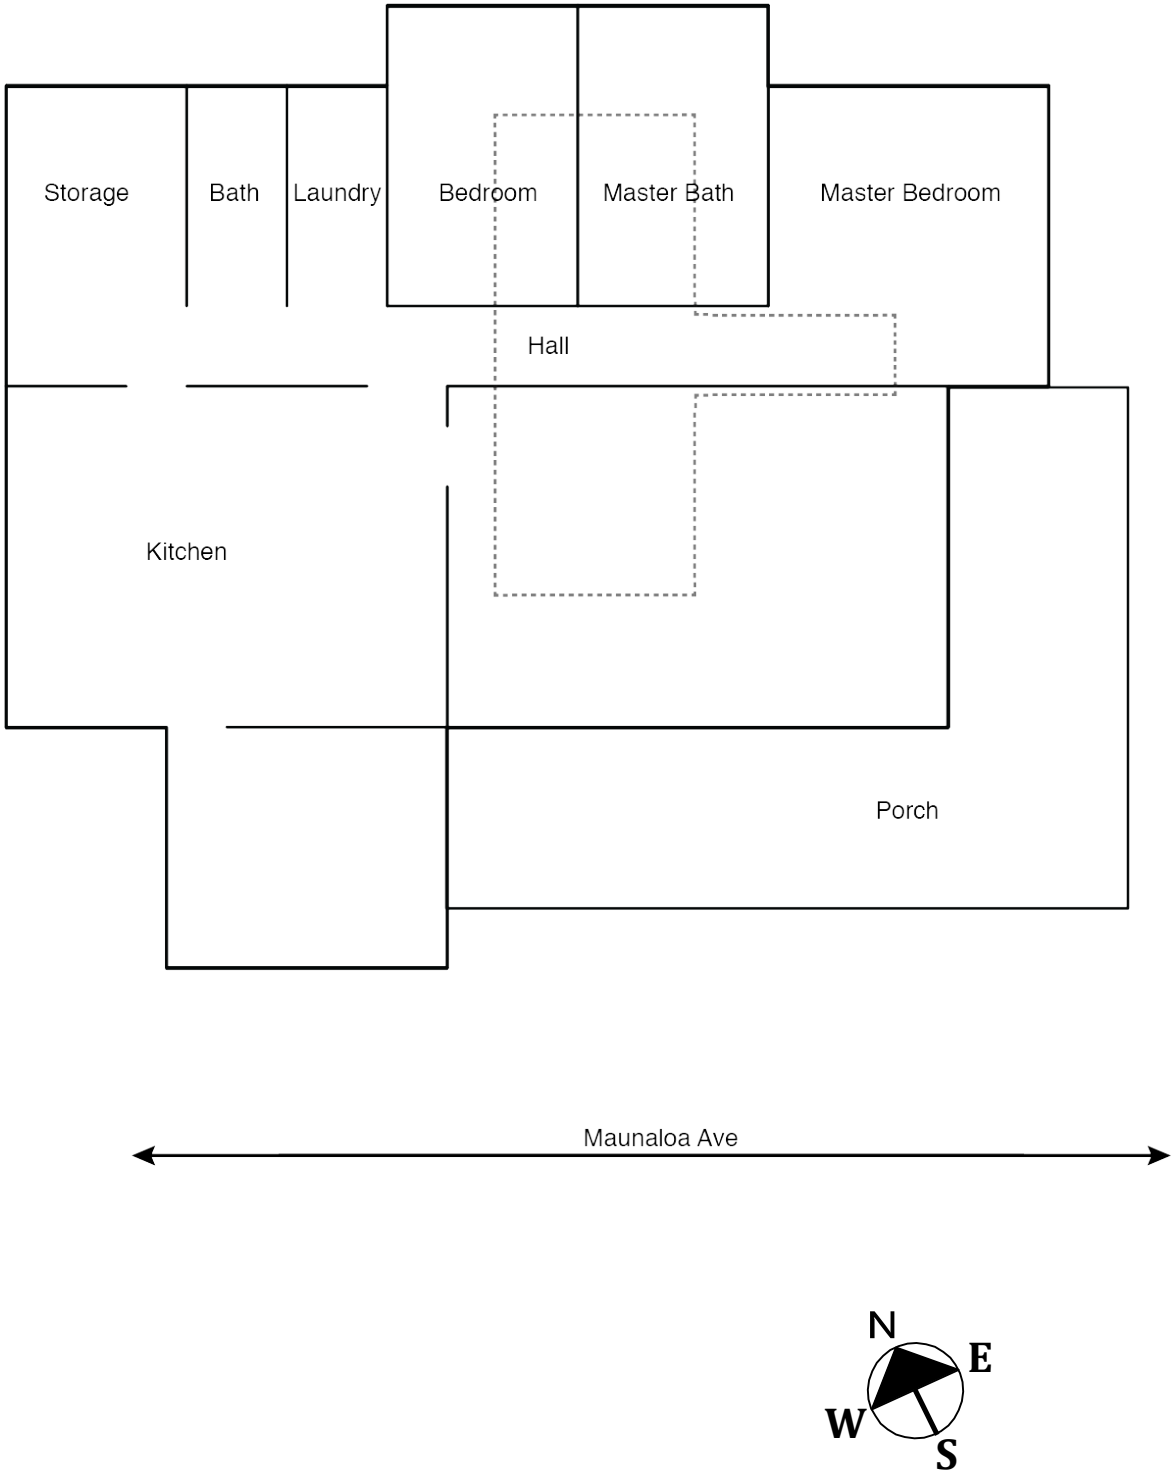 Storage
Bath
Laundry
Bedroom
Master Bath
Master Bedroom
Hall
Kitchen
Porch
Maunaloa Ave
N
E
W
S